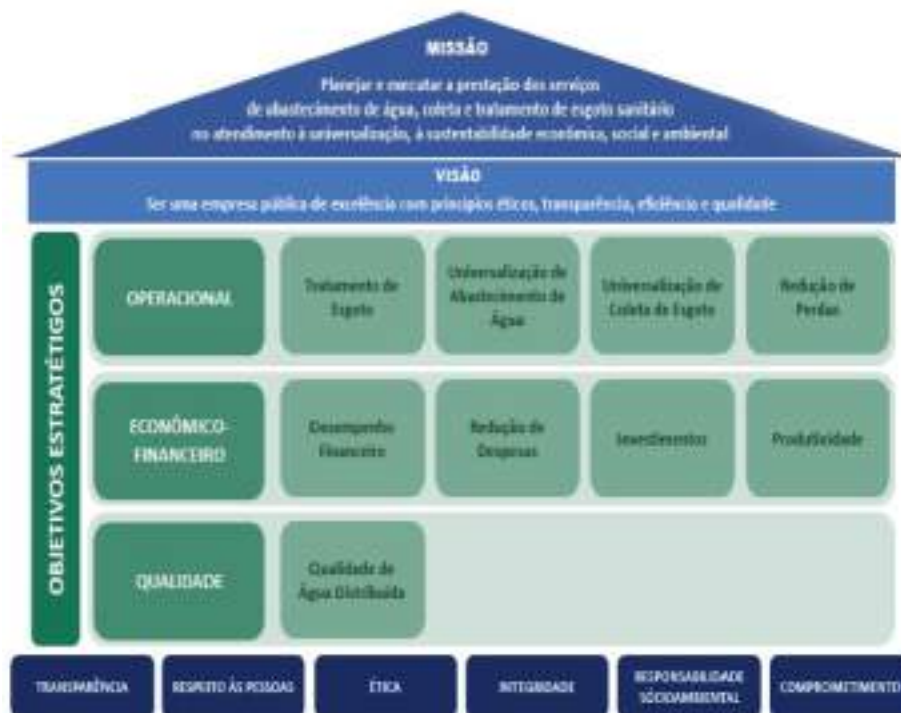 MISSÃO
Planejar e executar a prestação dos serviços
de abastecimento de água, coleta e tratamento de esgoto sanitário
no atendimento à universalização, à sustentabilidade econômica, social e ambiental
VISÃO
Ser uma empresa pública de excelência com princípios éticos, transparência, eficiência e qualidade
OBJETIVOS ESTRATÉTIGOS
OPERACIONAL
Tratamento de
Esgoto
Universalização de
Abastecimento de
Água
Universalização de
Coleta de Esgoto
Redução de
Perdas
ECONÔMICO-
FINANCEIRO
Desempenho
Financeiro
Redução de
Despesas
Investimentos
Produtividade
QUALIDADE
Qualidade de
Água Distribuída
TRANSPARÊNCIA
RESPEITO ÀS PESSOAS
ÉTICA
INTEGRIDADE
RESPONSABILIDADE
SÓCIOAMBIENTAL
COMPROMETIMENTO